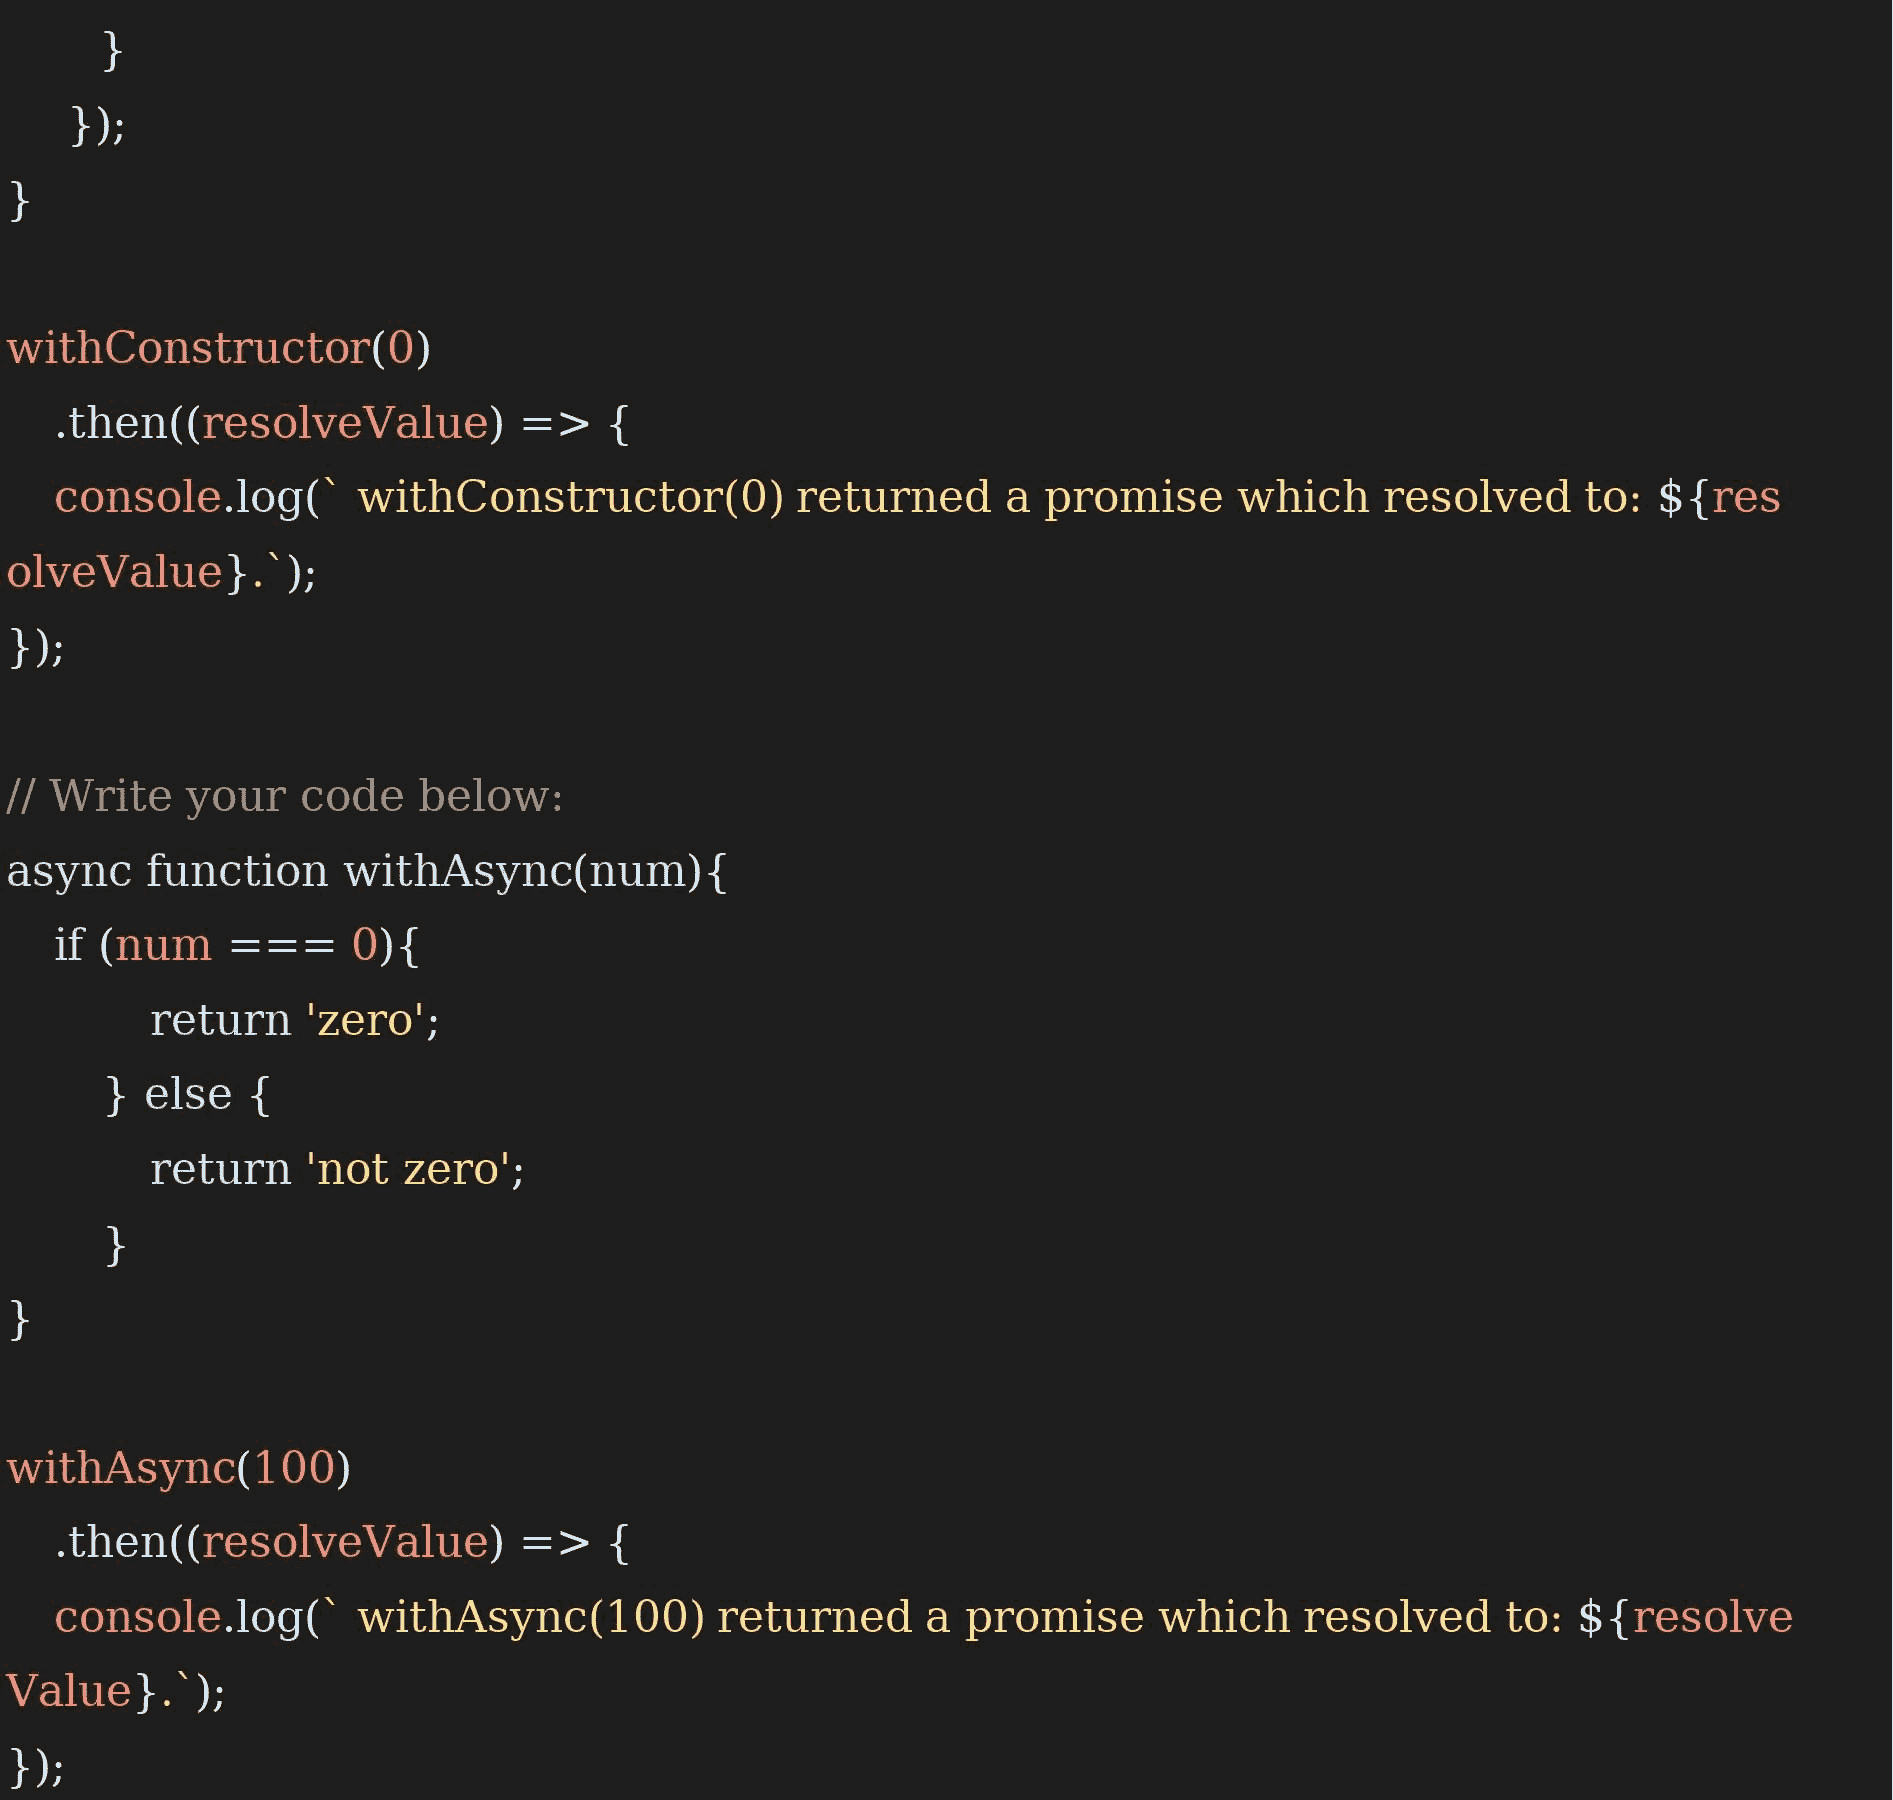 }
});
}
withConstructor(0)
.then((resolveValue) => {
console.log(` withConstructor(0) returned a promise which resolved to: ${res
olveValue}.`);
});
// Write your code below:
async function withAsync(num){
if (num === 0){
return 'zero';
} else {
return 'not zero';
}
}
withAsync(100)
.then((resolveValue) => {
console.log(` withAsync(100) returned a promise which resolved to: ${resolve
Value}.`);
});